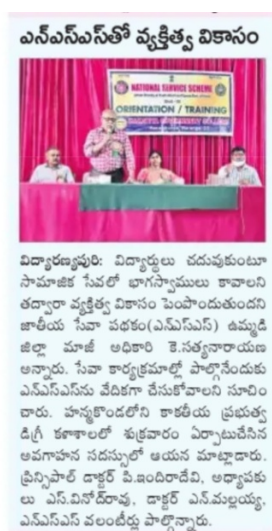 ఎన్ఎస్ఎస్‌తో వ్యక్తిత్వ వికాసం
NATIONAL SERVICE SCHEME
ORIENTATION / TRAINING
విద్యారణ్యపురి: విద్యార్థులు చదువుకుంటూ
సామాజిక సేవలో భాగస్వాములు కావాలని
తద్వారా వ్యక్తిత్వ వికాసం పెంపొందుతుందని
జాతీయ సేవా పథకం(ఎన్ఎస్ఎస్) ఉమ్మడి
జిల్లా మాజీ అధికారి కె.సత్యనారాయణ
అన్నారు. సేవా కార్యక్రమాల్లో పాల్గొనేందుకు
ఎన్ఎస్ఎస్‌ను వేదికగా చేసుకోవాలని సూచిం
చారు. హన్మకొండలోని కాకతీయ ప్రభుత్వ
డిగ్రీ కళాశాలలో శుక్రవారం ఏర్పాటుచేసిన
అవగాహన సదస్సులో ఆయన మాట్లాడారు.
ప్రిన్సిపాల్ డాక్టర్ పి.ఇందిరాదేవి, అధ్యాపకు
లు ఎస్.వినోద్‌రావు, డాక్టర్ ఎన్.మల్లయ్య,
ఎన్ఎస్ఎస్ వలంటీర్లు పాల్గొన్నారు.